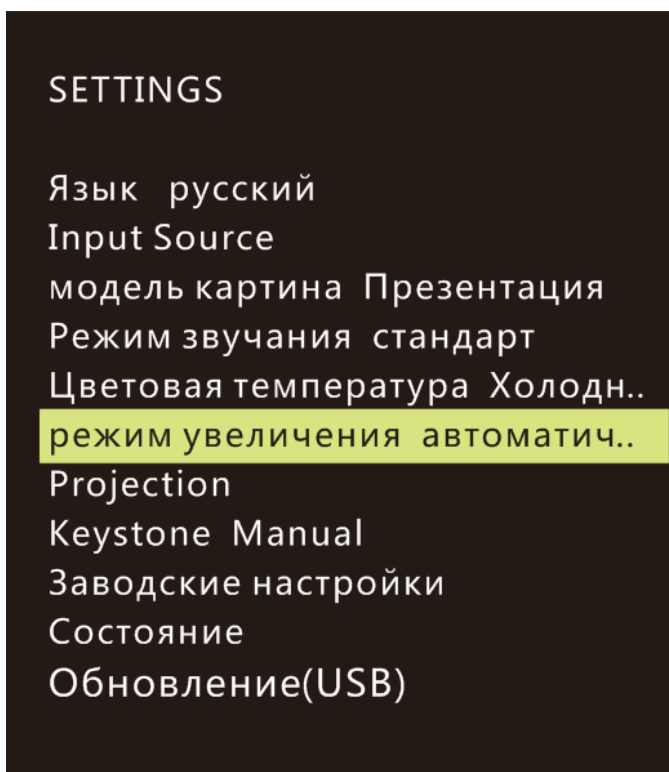 SETTINGS
Язык русский
Input Source
модель картина Презентация
Режим звучания стандарт
Цветовая температура Холодн..
режим увеличения автоматич..
Projection
Keystone Manual
Заводские настройки
Состояние
Обновление(USB)